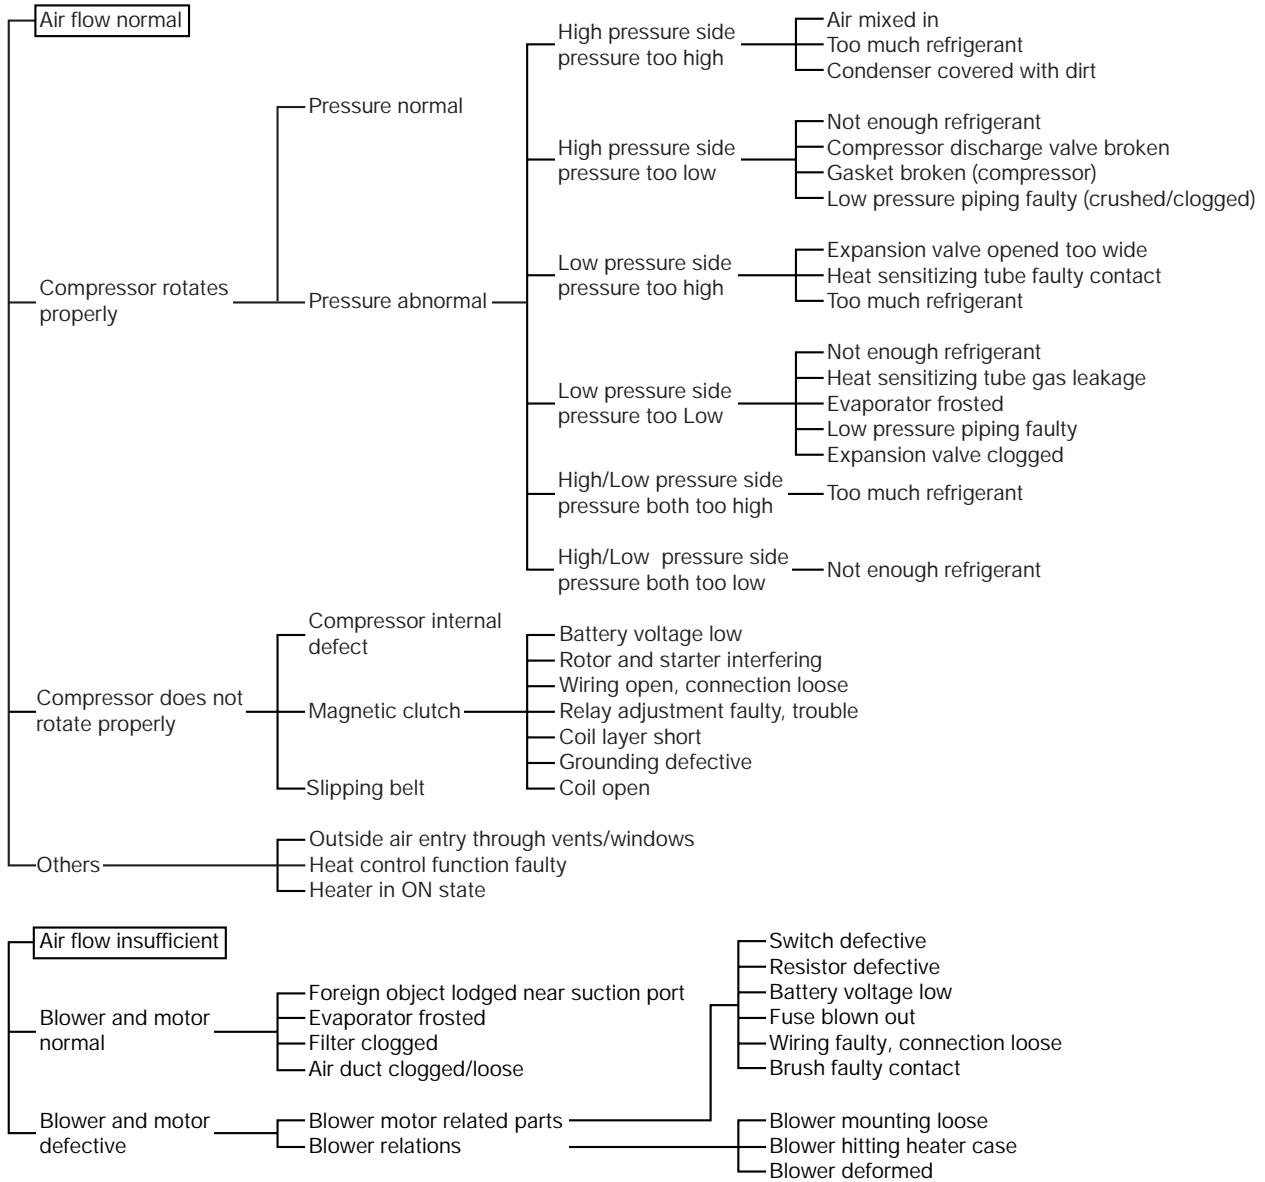 Air flow normal
High pressure side
pressure too high
Air mixed in
Too much refrigerant
Condenser covered with dirt
Pressure normal
High pressure side
pressure too low
Not enough refrigerant
Compressor discharge valve broken
Gasket broken (compressor)
Low pressure piping faulty (crushed/clogged)
Compressor rotates
properly
Pressure abnormal
Low pressure side
pressure too high
Expansion valve opened too wide
Heat sensitizing tube faulty contact
Too much refrigerant
Low pressure side
pressure too Low
Not enough refrigerant
Heat sensitizing tube gas leakage
Evaporator frosted
Low pressure piping faulty
Expansion valve clogged
High/Low pressure side
pressure both too high
Too much refrigerant
High/Low pressure side
pressure both too low
Not enough refrigerant
Compressor does not
rotate properly
Compressor internal
defect
Magnetic clutch
Battery voltage low
Rotor and starter interfering
Wiring open, connection loose
Relay adjustment faulty, trouble
Coil layer short
Grounding defective
Coil open
Slipping belt
Others
Outside air entry through vents/windows
Heat control function faulty
Heater in ON state
Air flow insufficient
Blower and motor
normal
Foreign object lodged near suction port
Evaporator frosted
Filter clogged
Air duct clogged/loose
Switch defective
Resistor defective
Battery voltage low
Fuse blown out
Wiring faulty, connection loose
Brush faulty contact
Blower and motor
defective
Blower motor related parts
Blower relations
Blower mounting loose
Blower hitting heater case
Blower deformed